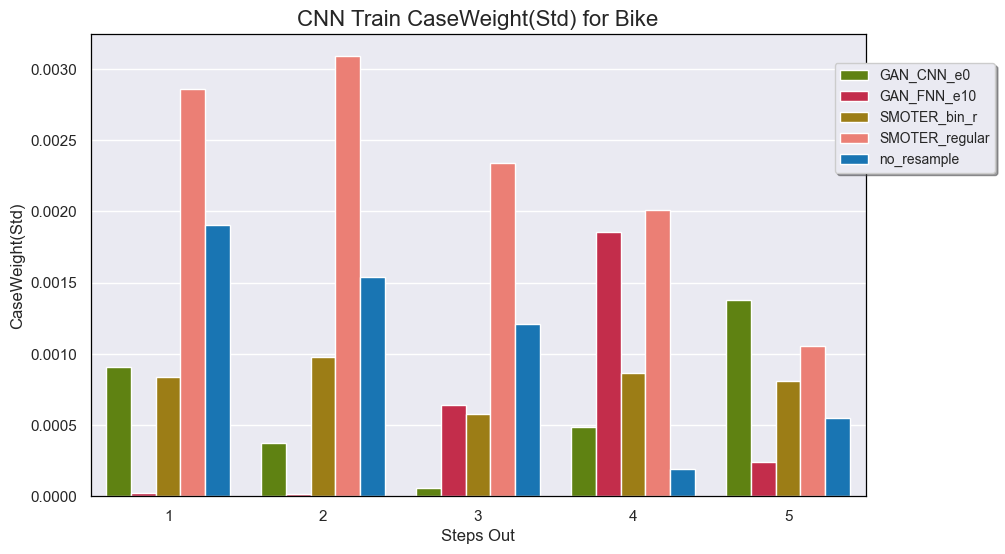 CNN Train CaseWeight(Std) for Bike
0.0030
0.0025
0.0020
0.0015
0.0010
0.0005
0.0000
CaseWeight(Std)
1 2 3 4 5
Steps Out
GAN_CNN_e0
GAN_FNN_e10
SMOTER_bin_r
SMOTER_regular
no_resample